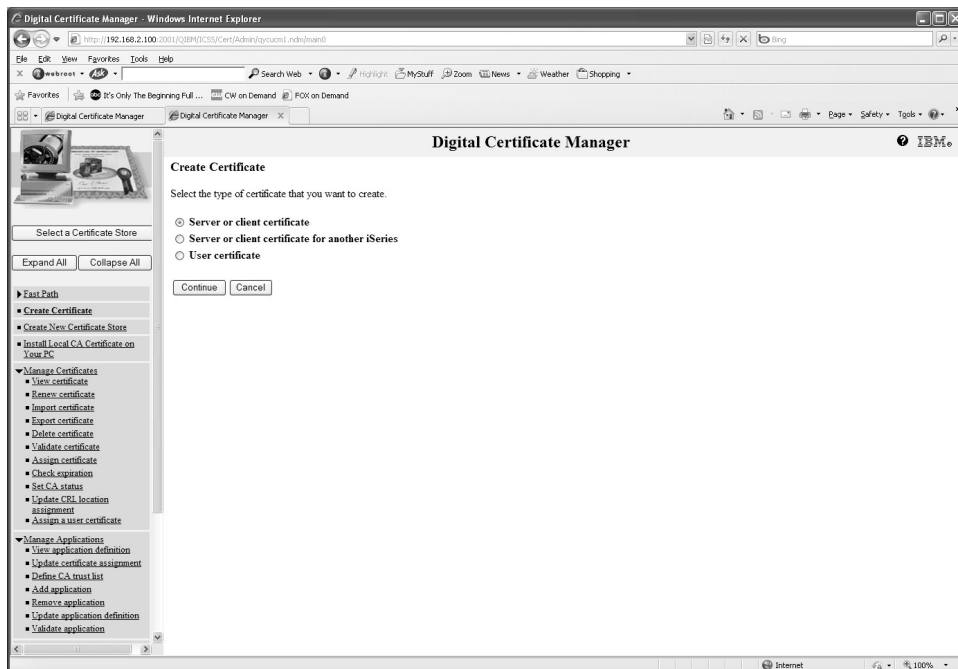 Digital Certificate Manager - Windows Internet Explorer
http://192.168.2.100:2001/QIBM/ICSS/Cert/Admin/qycucm1.ndm/main0
Bing
File Edit View Favorites Tools Help
webroot Ask Search Web Highlight MyStuff Zoom News Weather Shopping
Favorites It's Only The Beginning Full ... CW on Demand FOX on Demand
Digital Certificate Manager Digital Certificate Manager Page Safety Tools
Digital Certificate Manager
IBM
Create Certificate
Select the type of certificate that you want to create.
Server or client certificate
Server or client certificate for another iSeries
User certificate
Continue Cancel
Select a Certificate Store
Expand All Collapse All
Fast Path
Create Certificate
Create New Certificate Store
Install Local CA Certificate on
Your PC
Manage Certificates
View certificate
Renew certificate
Import certificate
Export certificate
Delete certificate
Validate certificate
Assign certificate
Check expiration
Set CA status
Update CRL location
assignment
Assign a user certificate
Manage Applications
View application definition
Update certificate assignment
Define CA trust list
Add application
Remove application
Update application definition
Validate application
Internet 100%